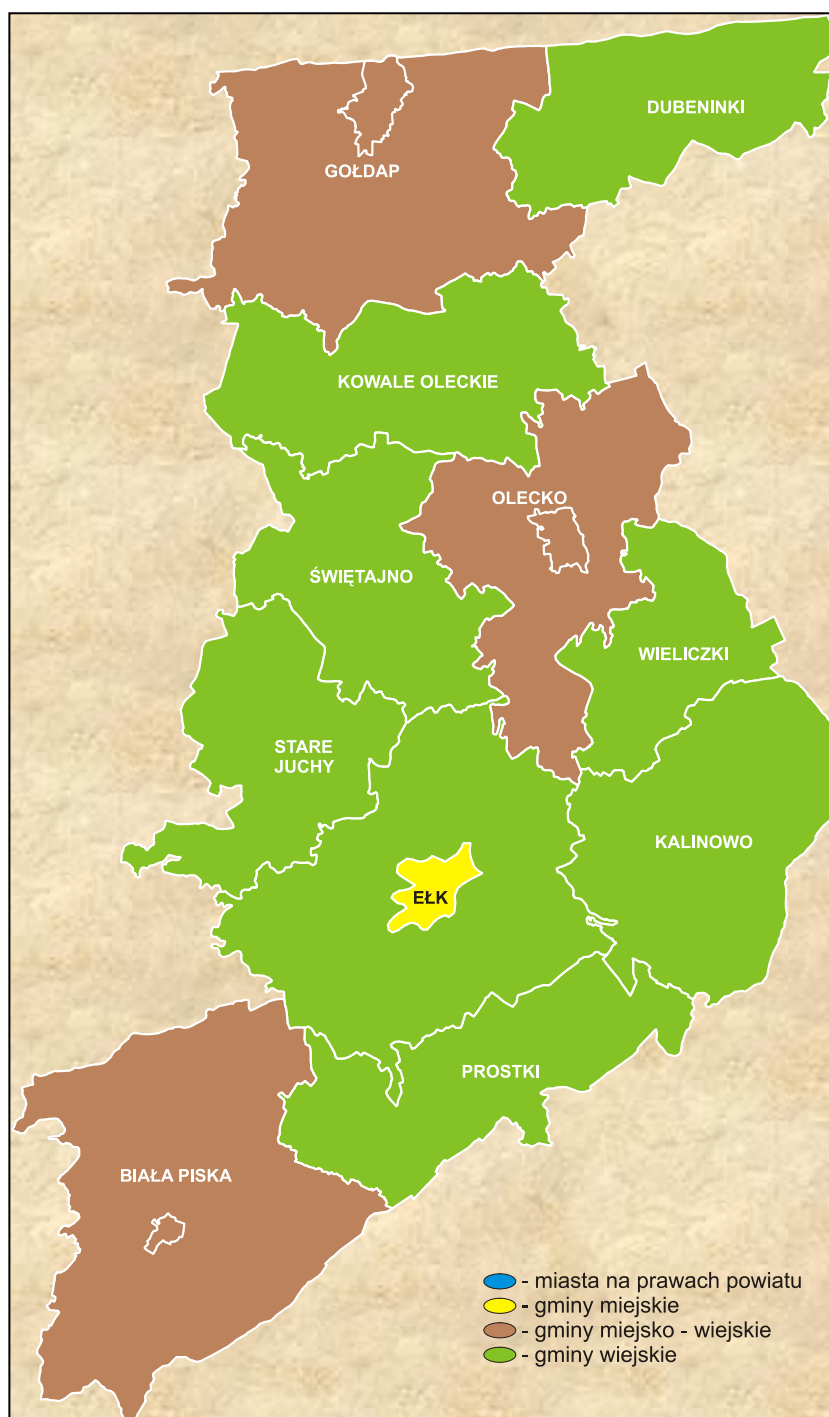 DUBENINKI
GOŁDAP
KOWALE OLECKIE
OLECKO
ŚWIĘTAJNO
WIELICZKI
STARE
JUCHY
KALINOWO
EŁK
PROSTKI
BIAŁA PISKA
- miasta na prawach powiatu
- gminy miejskie
- gminy miejsko - wiejskie
- gminy wiejskie